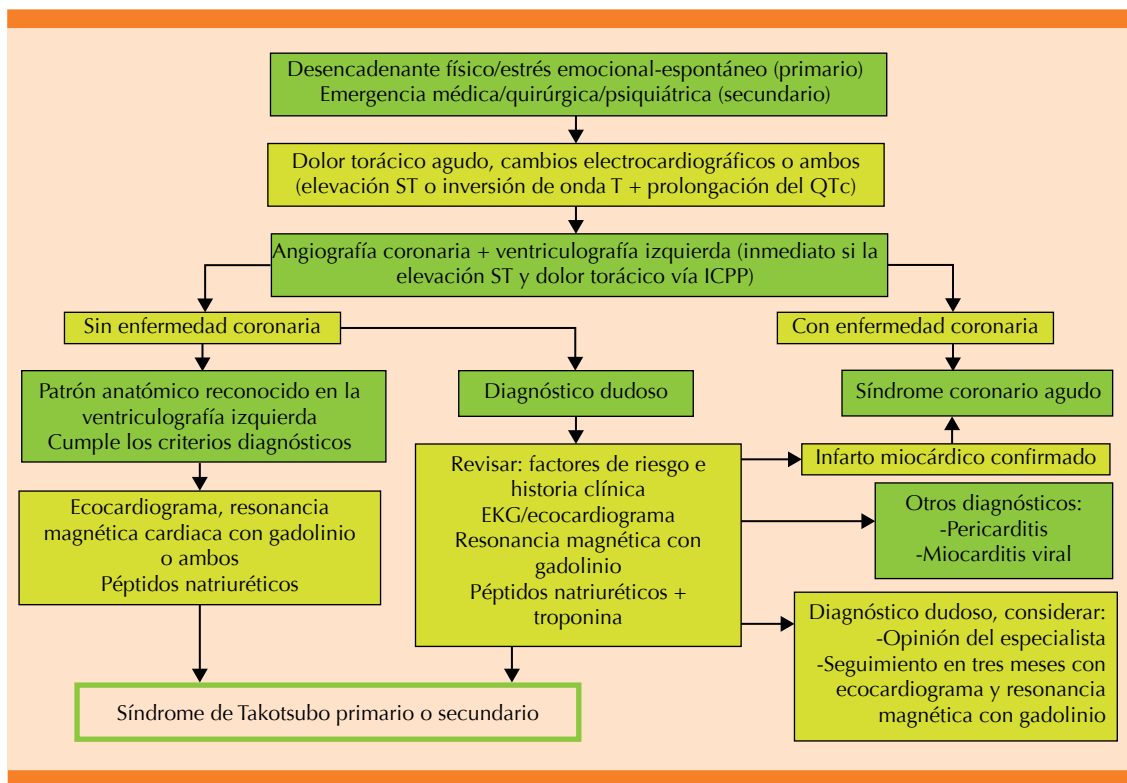 Desencadenante físico/estrés emocional-espontáneo (primario)
Emergencia médica/quirúrgica/psiquiátrica (secundario)
Dolor torácico agudo, cambios electrocardiográficos o ambos
(elevación ST o inversión de onda T + prolongación del QTc)
Angiografía coronaria + ventriculografía izquierda (inmediato si la
elevación ST y dolor torácico vía ICPP)
Sin enfermedad coronaria
Con enfermedad coronaria
Patrón anatómico reconocido en la
ventriculografía izquierda
Cumple los criterios diagnósticos
Diagnóstico dudoso
Síndrome coronario agudo
Ecocardiograma, resonancia
magnética cardiaca con gadolinio
o ambos
Péptidos natriuréticos
Revisar: factores de riesgo e
historia clínica
EKG/ecocardiograma
Resonancia magnética con
gadolinio
Péptidos natriuréticos +
troponina
Infarto miocárdico confirmado
Otros diagnósticos:
-Pericarditis
-Miocarditis viral
Diagnóstico dudoso, considerar:
-Opinión del especialista
-Seguimiento en tres meses con
ecocardiograma y resonancia
magnética con gadolinio
Síndrome de Takotsubo primario o secundario